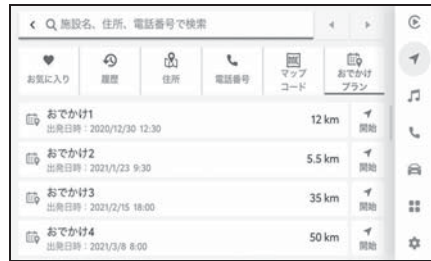 施設名、住所、電話番号で検索
お気に入り
履歴
住所
電話番号
マップ
コード
おでかけ
プラン
おでかけ1
12 km
出発日時：2020/12/30 12:30
開始
おでかけ2
5.5 km
出発日時：2021/1/23 9:30
開始
おでかけ3
35 km
出発日時：2021/2/15 18:00
開始
おでかけ4
50 km
出発日時：2021/3/8 8:00
開始